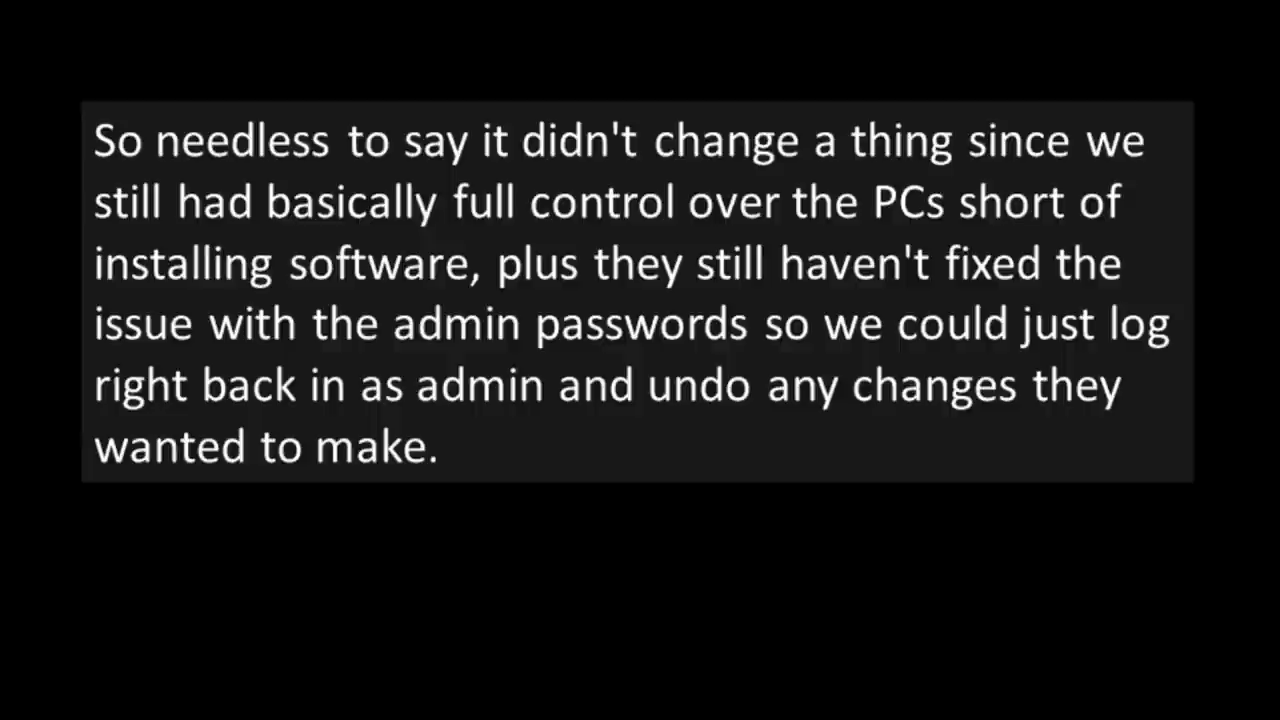 So needless to say it didn't change a thing since we
still had basically full control over the PCs short of
installing software, plus they still haven't fixed the
issue with the admin passwords so we could just log
right back in as admin and undo any changes they
wanted to make.